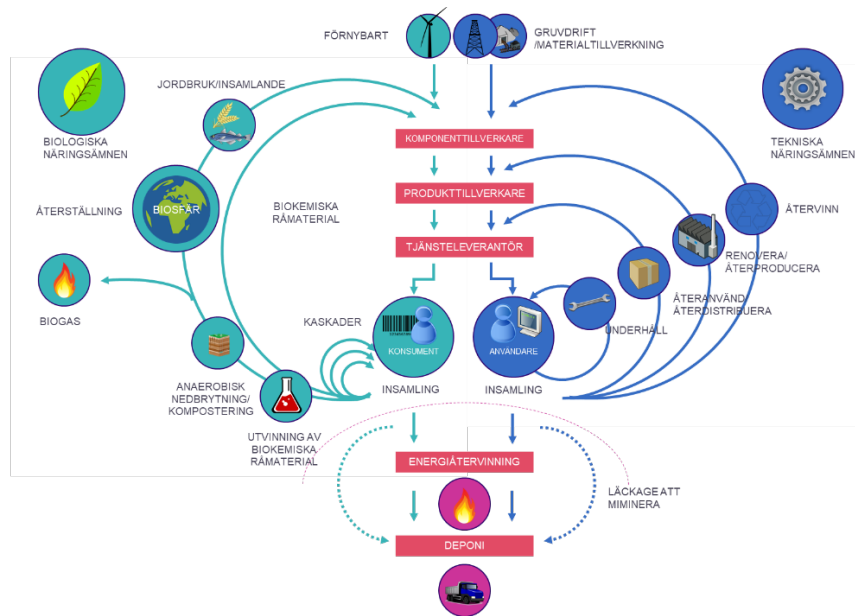 FÖRNYBART
GRUVDRIFT
/MATERIALTILLVERKNING
JORDBRUK/INSAMLANDE
BIOLOGISKA
NÄRINGSÄMNEN
TEKNISKA
NÄRINGSÄMNEN
KOMPONENTTILLVERKARE
PRODUKTTILLVERKARE
TJÄNSTELEVERANTÖR
ÅTERSTÄLLNING
BIOSFÄR
BIOKEMISKA
RÅMATERIAL
ÅTERVINN
RENOVERA/
ÅTERPRODUCERA
ÅTERANVÄND/
ÅTERDISTRIBUERA
UNDERHÅLL
BIOGAS
KASKADER
KONSUMENT
ANVÄNDARE
INSAMLING
INSAMLING
ANAEROBISK
NEDBRYTNING/
KOMPOSTERING
UTVINNING AV
BIOKEMISKA
RÅMATERIAL
ENERGIÅTERVINNING
LÄCKAGE ATT
MIMINERA
DEPONI